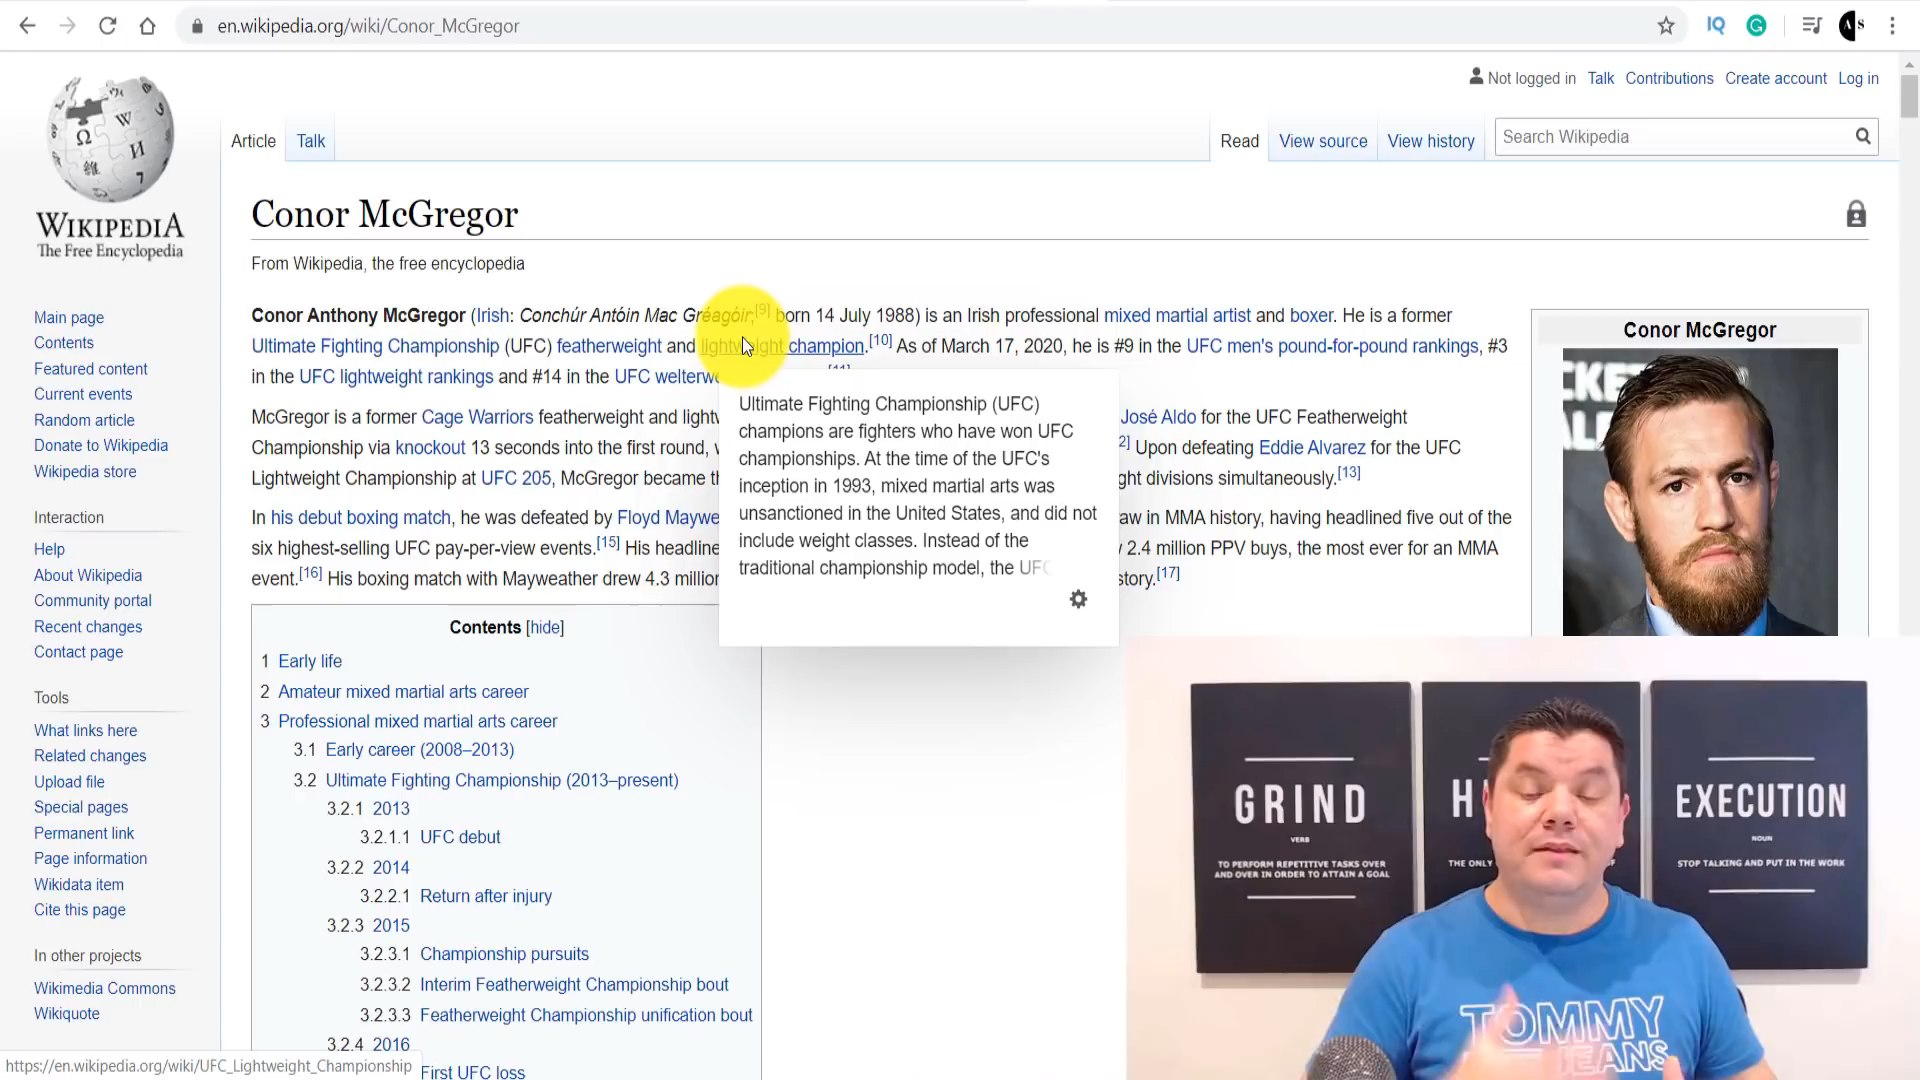 en.wikipedia.org/wiki/Conor_McGregor
IQ
G
A S
Not logged in Talk Contributions Create account Log in
Article Talk
Read View source View history
Search Wikipedia
WIKIPEDIA
The Free Encyclopedia
Conor McGregor
From Wikipedia, the free encyclopedia
Conor Anthony McGregor (Irish: Conchúr Antóin Mac Gréagóir;[9] born 14 July 1988) is an Irish professional mixed martial artist and boxer. He is a former
Ultimate Fighting Championship (UFC) featherweight and lightweight champion.[10] As of March 17, 2020, he is #9 in the UFC men's pound-for-pound rankings, #3
in the UFC lightweight rankings and #14 in the UFC welterwe
McGregor is a former Cage Warriors featherweight and lightw
José Aldo for the UFC Featherweight
Championship via knockout 13 seconds into the first round, w
2] Upon defeating Eddie Alvarez for the UFC
Lightweight Championship at UFC 205, McGregor became th
ght divisions simultaneously.[13]
In his debut boxing match, he was defeated by Floyd Maywe
aw in MMA history, having headlined five out of the
six highest-selling UFC pay-per-view events.[15] His headline
2.4 million PPV buys, the most ever for an MMA
event.[16] His boxing match with Mayweather drew 4.3 million
story.[17]
Ultimate Fighting Championship (UFC)
champions are fighters who have won UFC
championships. At the time of the UFC's
inception in 1993, mixed martial arts was
unsanctioned in the United States, and did not
include weight classes. Instead of the
traditional championship model, the UFC
Conor McGregor
Main page
Contents
Featured content
Current events
Random article
Donate to Wikipedia
Wikipedia store
Interaction
Help
About Wikipedia
Community portal
Recent changes
Contact page
Tools
What links here
Related changes
Upload file
Special pages
Permanent link
Page information
Wikidata item
Cite this page
In other projects
Wikimedia Commons
Wikiquote
Contents [hide]
1 Early life
2 Amateur mixed martial arts career
3 Professional mixed martial arts career
3.1 Early career (2008–2013)
3.2 Ultimate Fighting Championship (2013–present)
3.2.1 2013
3.2.1.1 UFC debut
3.2.2 2014
3.2.2.1 Return after injury
3.2.3 2015
3.2.3.1 Championship pursuits
3.2.3.2 Interim Featherweight Championship bout
3.2.3.3 Featherweight Championship unification bout
3.2.4 2016
First UFC loss
https://en.wikipedia.org/wiki/UFC_Lightweight_Championship
GRIND
VERB
TO PERFORM REPETITIVE TASKS OVER
AND OVER IN ORDER TO ATTAIN A GOAL
H
THE ONLY
EXECUTION
NOUN
STOP TALKING AND PUT IN THE WORK
TOMMY
JEANS